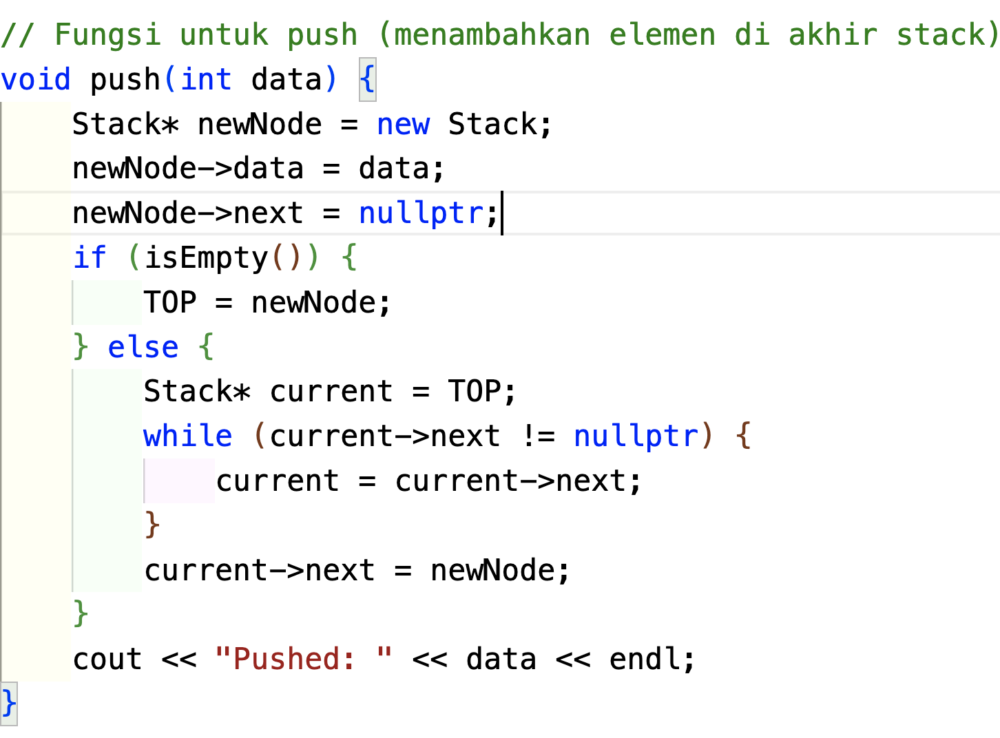 // Fungsi untuk push (menambahkan elemen di akhir stack)
void push(int data) {
    Stack* newNode = new Stack;
    newNode->data = data;
    newNode->next = nullptr;
    if (isEmpty()) {
        TOP = newNode;
    } else {
        Stack* current = TOP;
        while (current->next != nullptr) {
            current = current->next;
        }
        current->next = newNode;
    }
    cout << "Pushed: " << data << endl;
}